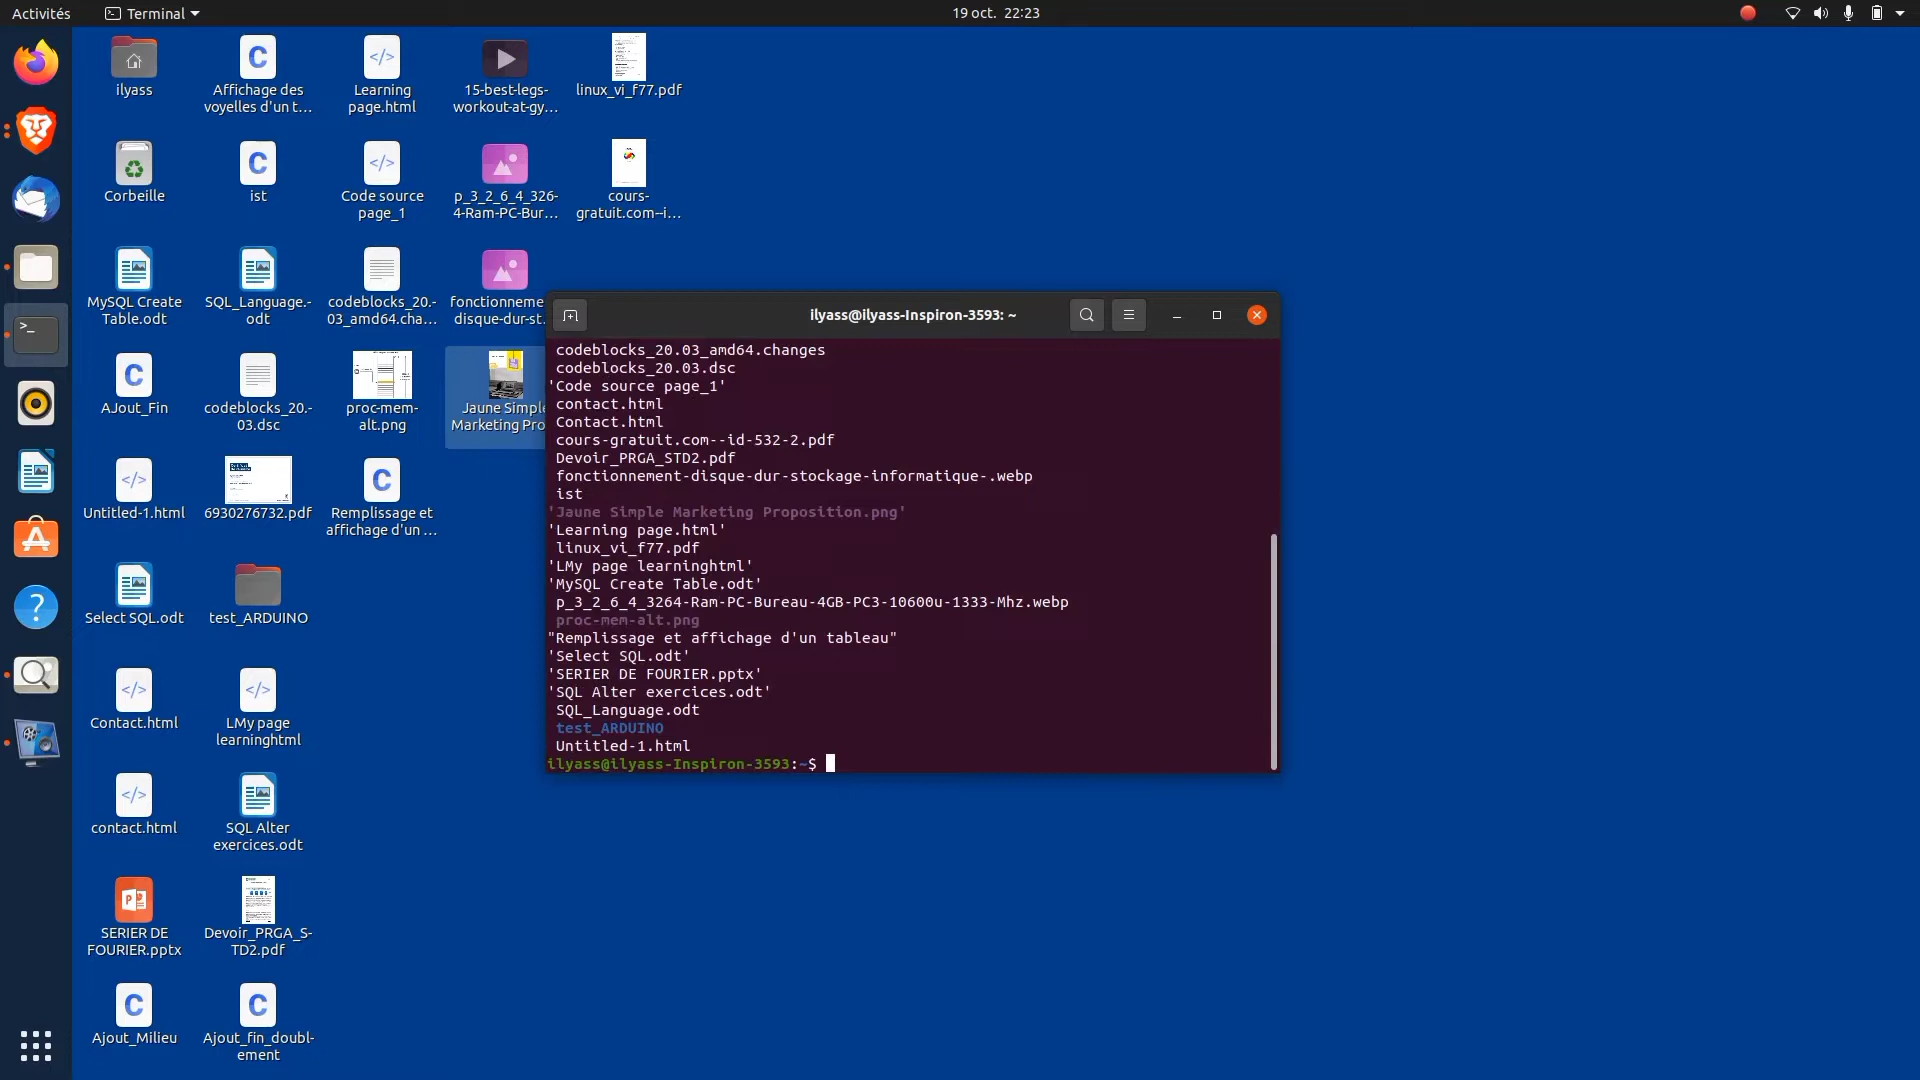 Activités
Terminal
19 oct. 22:23
ilyass
Affichage des
voyelles d'un t...
Learning
page.html
15-best-legs-
workout-at-gy...
linux_vi_f77.pdf
Corbeille
ist
Code source
page_1
p_3_2_6_4_326-
4-Ram-PC-Bur...
cours-
gratuit.com--i...
MySQL Create
Table.odt
SQL_Language.-
odt
codeblocks_20.-
03_amd64.cha...
fonctionneme
disque-dur-st.
AJout_Fin
codeblocks_20.-
03.dsc
proc-mem-
alt.png
Jaune Simple
Marketing Pro
Untitled-1.html
6930276732.pdf
Remplissage et
affichage d'un ...
Select SQL.odt
test_ARDUINO
Contact.html
LMy page
learninghtml
contact.html
SQL Alter
exercices.odt
SERIER DE
FOURIER.pptx
Devoir_PRGA_S-
TD2.pdf
Ajout_Milieu
Ajout_fin_doubl-
ement
ilyass@ilyass-Inspiron-3593: ~
codeblocks_20.03_amd64.changes
codeblocks_20.03.dsc
'Code source page_1'
contact.html
Contact.html
cours-gratuit.com--id-532-2.pdf
Devoir_PRGA_STD2.pdf
fonctionnement-disque-dur-stockage-informatique-.webp
ist
'Jaune Simple Marketing Proposition.png'
'Learning page.html'
linux_vi_f77.pdf
'LMy page learninghtml'
'MySQL Create Table.odt'
p_3_2_6_4_3264-Ram-PC-Bureau-4GB-PC3-10600u-1333-Mhz.webp
proc-mem-alt.png
"Remplissage et affichage d'un tableau"
'Select SQL.odt'
'SERIER DE FOURIER.pptx'
'SQL Alter exercices.odt'
SQL_Language.odt
test_ARDUINO
Untitled-1.html
ilyass@ilyass-Inspiron-3593:~$